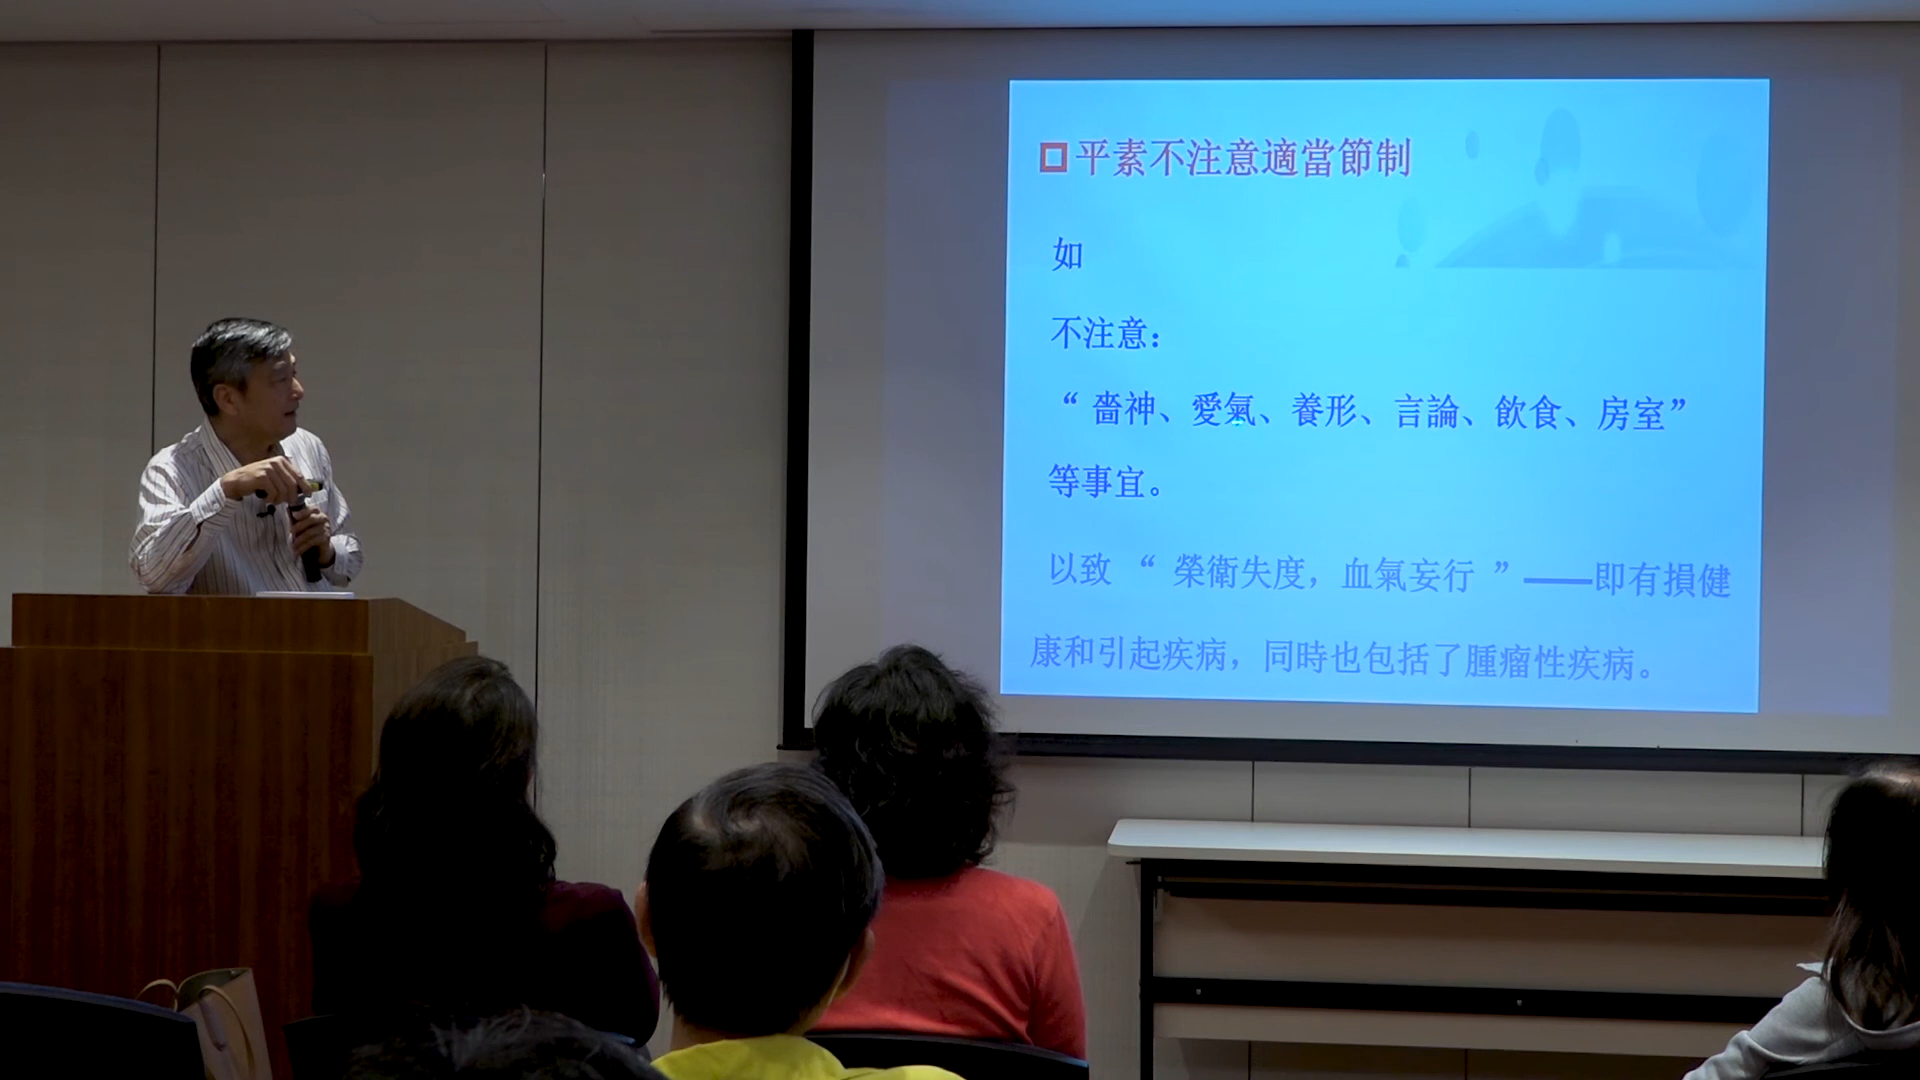 平素不注意適當節制
如
不注意：
“嗇神、愛氣、養形、言論、飲食、房室”
等事宜。
以致 “ 榮衛失度，血氣妄行 ”——即有損健
康和引起疾病，同時也包括了腫瘤性疾病。